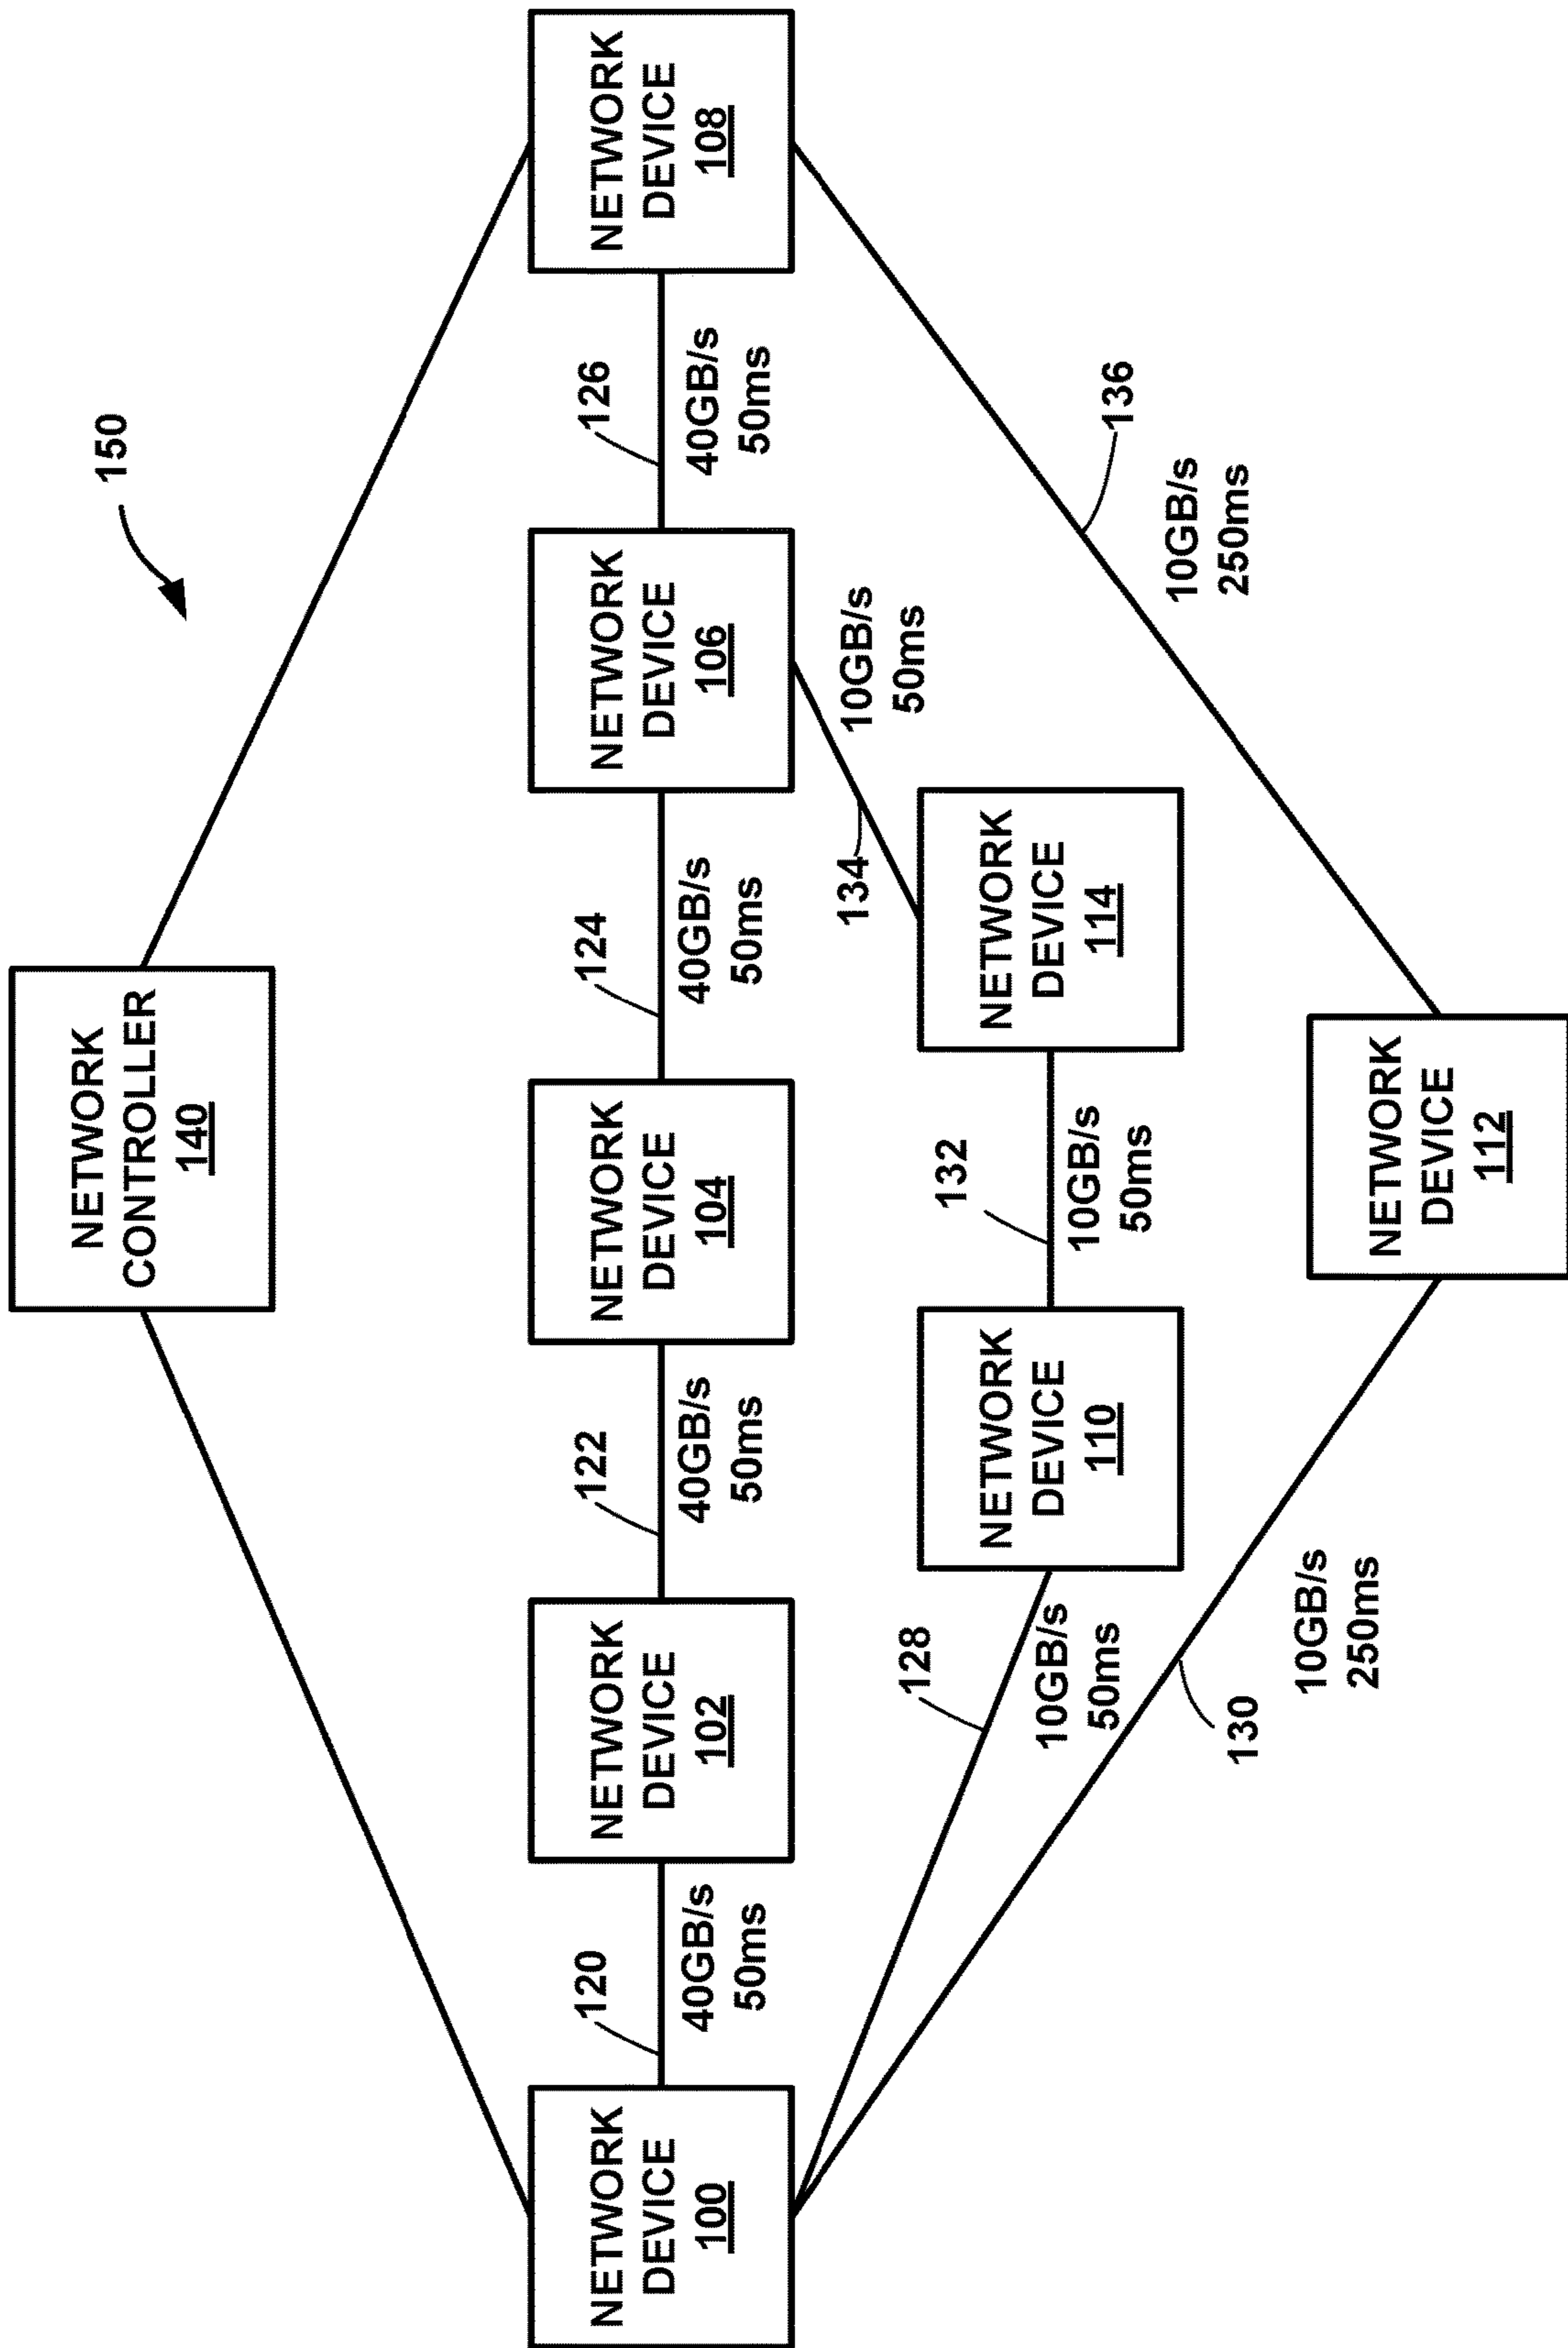 150
NETWORK
CONTROLLER
140
NETWORK
DEVICE
100
120
40GB/s
50ms
NETWORK
DEVICE
102
122
40GB/s
50ms
NETWORK
DEVICE
104
124
40GB/s
50ms
NETWORK
DEVICE
106
126
40GB/s
50ms
NETWORK
DEVICE
108
128
10GB/s
50ms
NETWORK
DEVICE
110
132
10GB/s
50ms
NETWORK
DEVICE
114
134
10GB/s
50ms
130
10GB/s
250ms
NETWORK
DEVICE
112
136
10GB/s
250ms